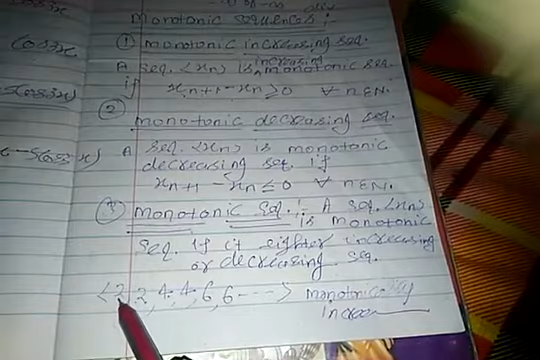 monotonic sequences :-
cosx
① monotonic increasing seq.
A seq. <xn> is monotonic increasing seq.
if xn+1 - xn ≥ 0 ∀ n ∈ N
②
monotonic decreasing seq.
A seq. <xn> is monotonic
decreasing seq. if
xn+1 - xn ≤ 0 ∀ n ∈ N.
③ monotonic seq. :- A seq. <xn>
is monotonic
seq. if it eighter increasing
or decreasing seq.
<2, 2, 4, 4, 6, 6 - - - -> monotonically